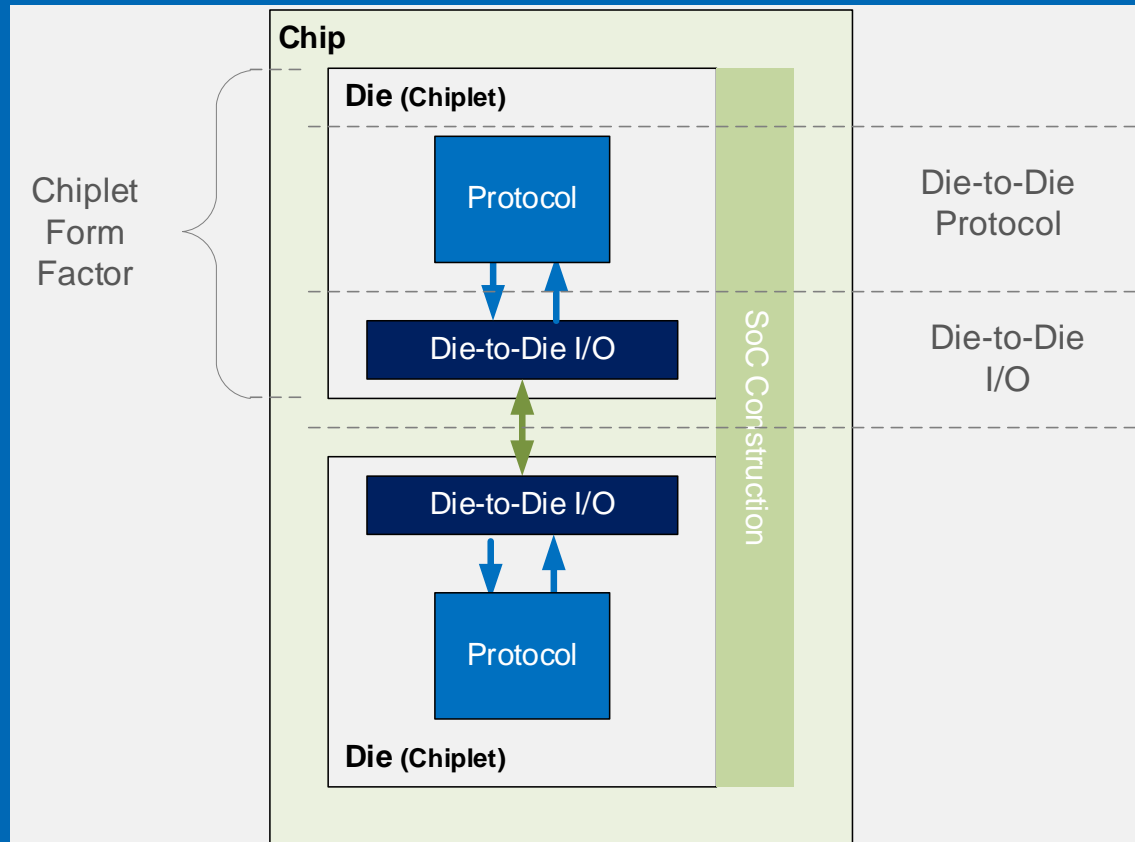 Chip
Die (Chiplet)
Protocol
Chiplet
Form
Factor
Die-to-Die
Protocol
Die-to-Die I/O
Die-to-Die
I/O
SoC Construction
Die-to-Die I/O
Protocol
Die (Chiplet)